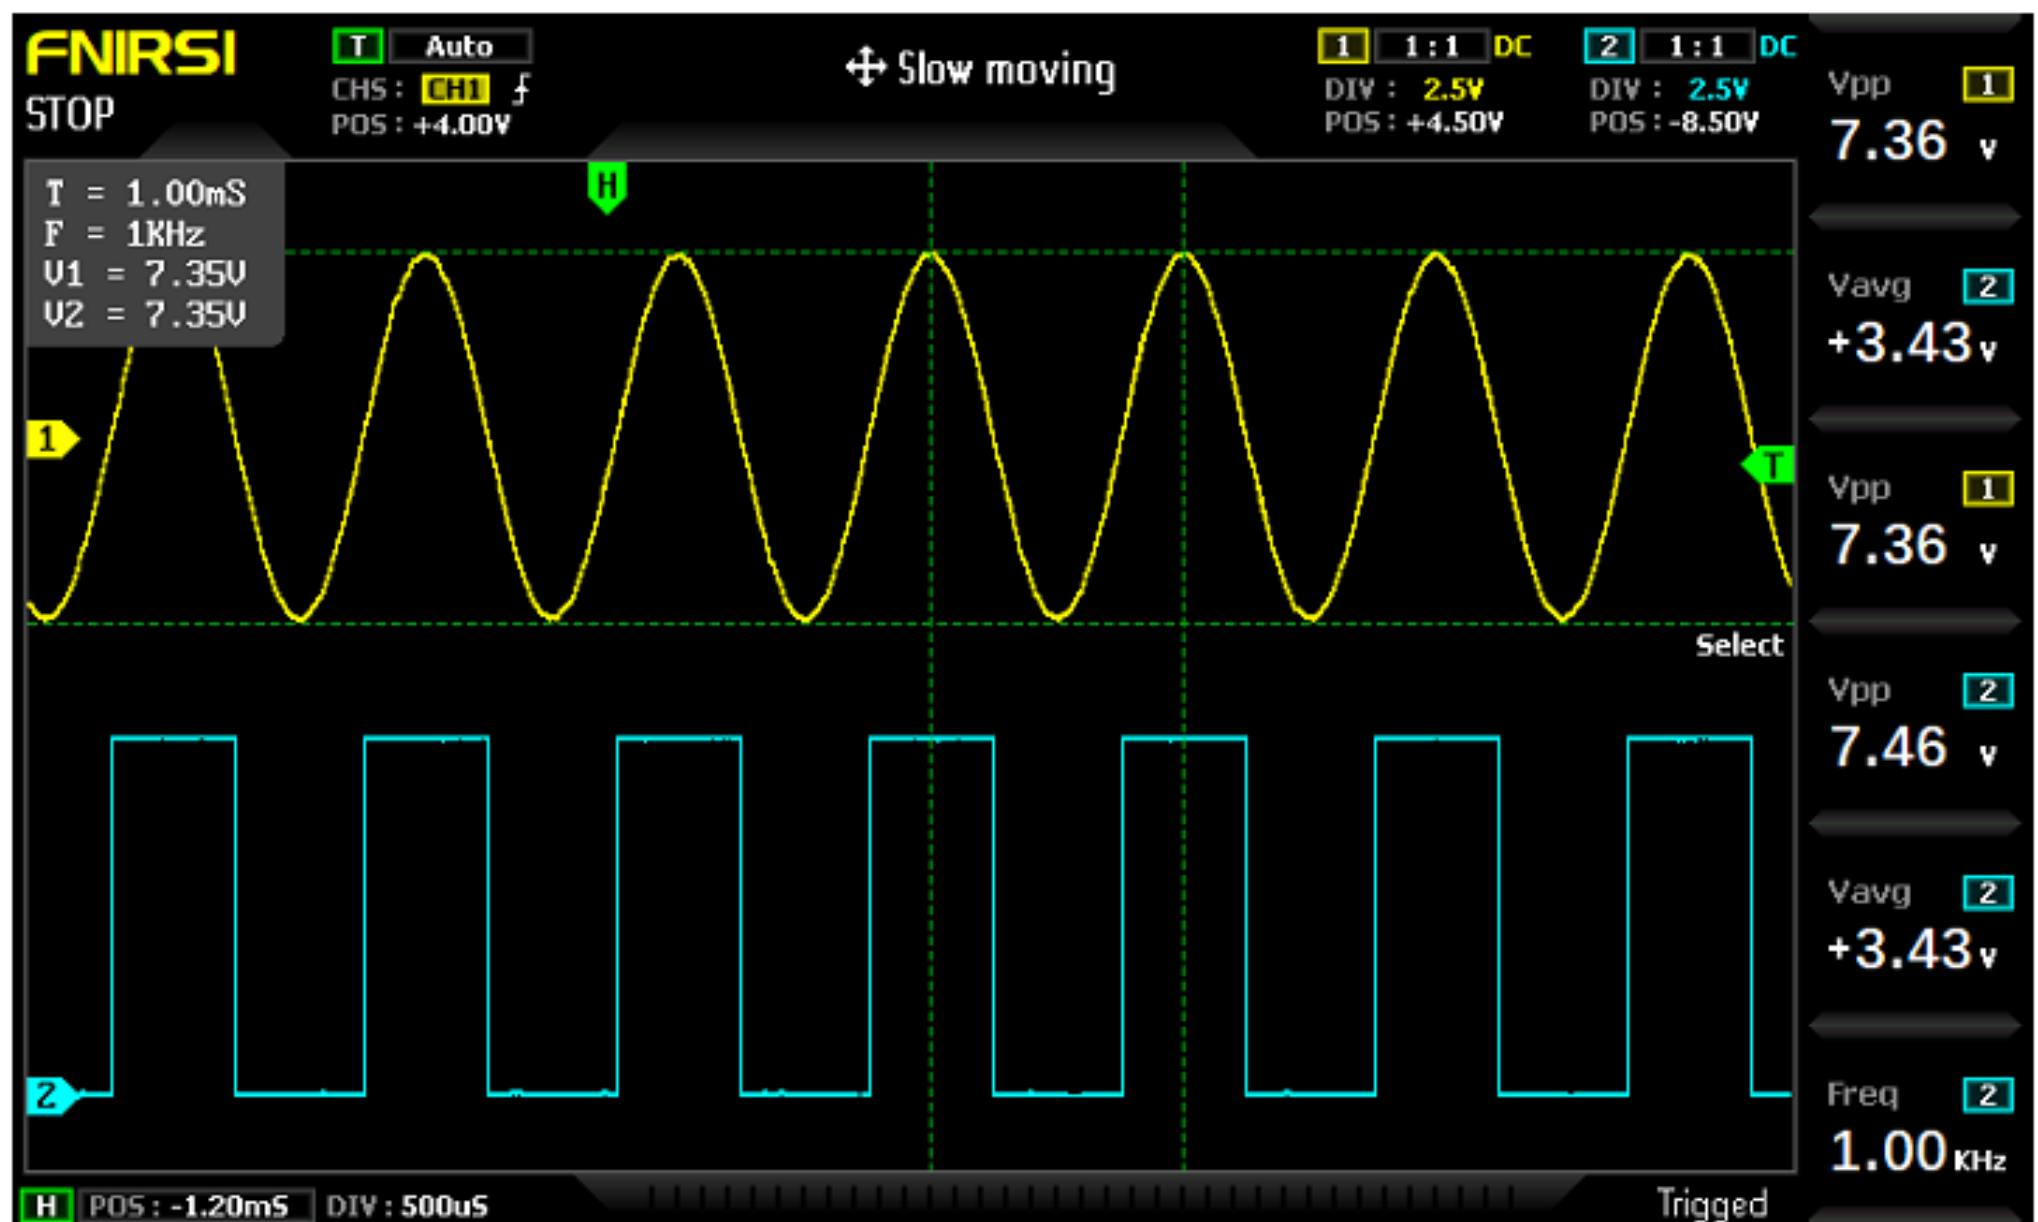 FNIRSI
STOP
T Auto
CHS: CH1
POS: +4.00V
Slow moving
1 1:1 DC
DIV: 2.5V
POS: +4.50V
2 1:1 DC
DIV: 2.5V
POS: -8.50V
T = 1.00mS
F = 1KHz
V1 = 7.35V
V2 = 7.35V
H
1
T
Select
2
Vpp 1
7.36 v
Vavg 2
+3.43 v
Vpp 1
7.36 v
Vpp 2
7.46 v
Vavg 2
+3.43 v
Freq 2
1.00 KHz
H POS: -1.20mS DIV: 500uS
Trigged